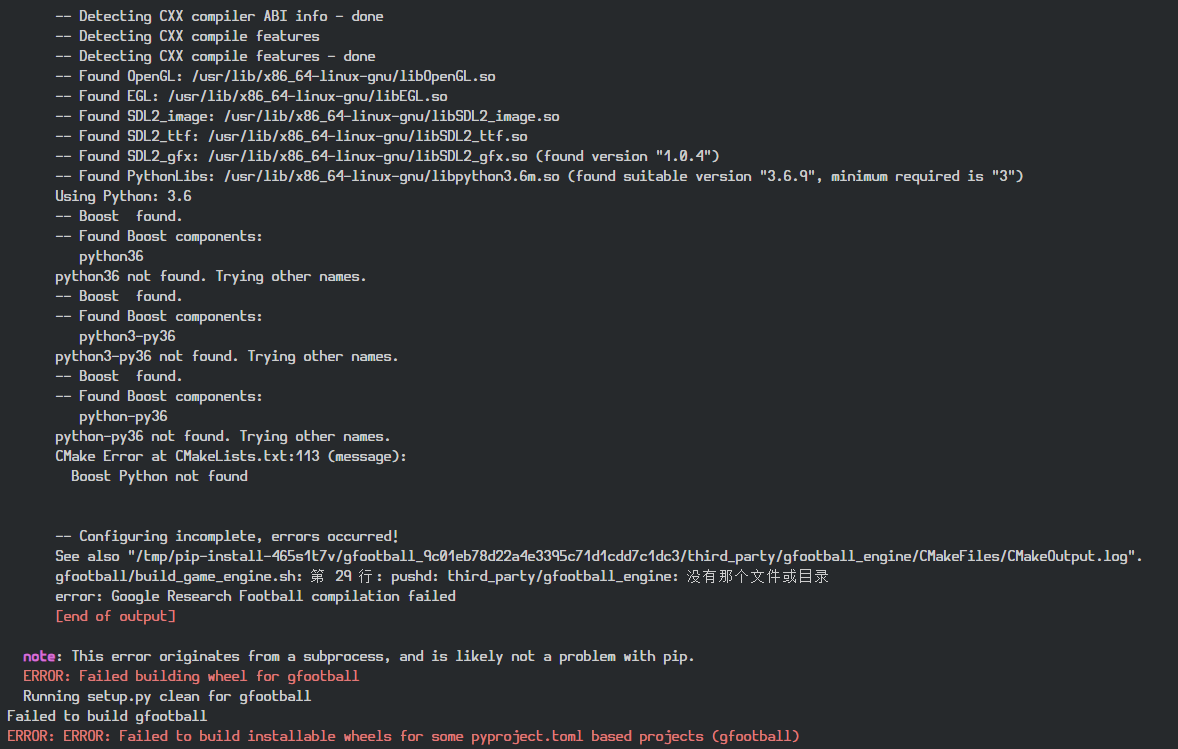 -- Detecting CXX compiler ABI info - done
-- Detecting CXX compile features
-- Detecting CXX compile features - done
-- Found OpenGL: /usr/lib/x86_64-linux-gnu/libOpenGL.so
-- Found EGL: /usr/lib/x86_64-linux-gnu/libEGL.so
-- Found SDL2_image: /usr/lib/x86_64-linux-gnu/libSDL2_image.so
-- Found SDL2_ttf: /usr/lib/x86_64-linux-gnu/libSDL2_ttf.so
-- Found SDL2_gfx: /usr/lib/x86_64-linux-gnu/libSDL2_gfx.so (found version "1.0.4")
-- Found PythonLibs: /usr/lib/x86_64-linux-gnu/libpython3.6m.so (found suitable version "3.6.9", minimum required is "3")
Using Python: 3.6
-- Boost  found.
-- Found Boost components:
   python36
python36 not found. Trying other names.
-- Boost  found.
-- Found Boost components:
   python3-py36
python3-py36 not found. Trying other names.
-- Boost  found.
-- Found Boost components:
   python-py36
python-py36 not found. Trying other names.
CMake Error at CMakeLists.txt:113 (message):
  Boost Python not found
-- Configuring incomplete, errors occurred!
See also "/tmp/pip-install-465s1t7v/gfootball_9c01eb78d22a4e3395c71d1cdd7c1dc3/third_party/gfootball_engine/CMakeFiles/CMakeOutput.log".
gfootball/build_game_engine.sh: 第 29 行: pushd: third_party/gfootball_engine: 没有那个文件或目录
error: Google Research Football compilation failed
[end of output]
note: This error originates from a subprocess, and is likely not a problem with pip.
ERROR: Failed building wheel for gfootball
Running setup.py clean for gfootball
Failed to build gfootball
ERROR: ERROR: Failed to build installable wheels for some pyproject.toml based projects (gfootball)